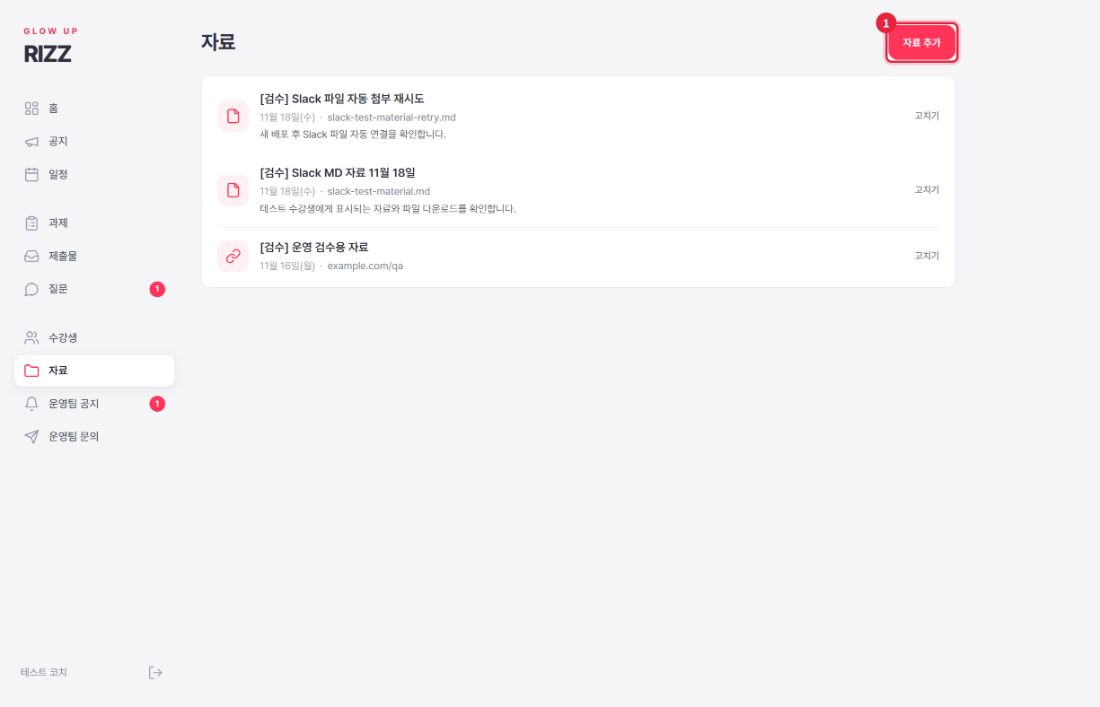 GLOW UP
RIZZ
홈
공지
일정
과제
제출물
질문 1
수강생
자료
운영팀 공지 1
운영팀 문의
테스트 코치
자료
1
자료 추가
[검수] Slack 파일 자동 첨부 재시도
11월 18일(수) · slack-test-material-retry.md
새 배포 후 Slack 파일 자동 연결을 확인합니다.
고치기
[검수] Slack MD 자료 11월 18일
11월 18일(수) · slack-test-material.md
테스트 수강생에게 표시되는 자료와 파일 다운로드를 확인합니다.
고치기
[검수] 운영 검수용 자료
11월 16일(월) · example.com/qa
고치기